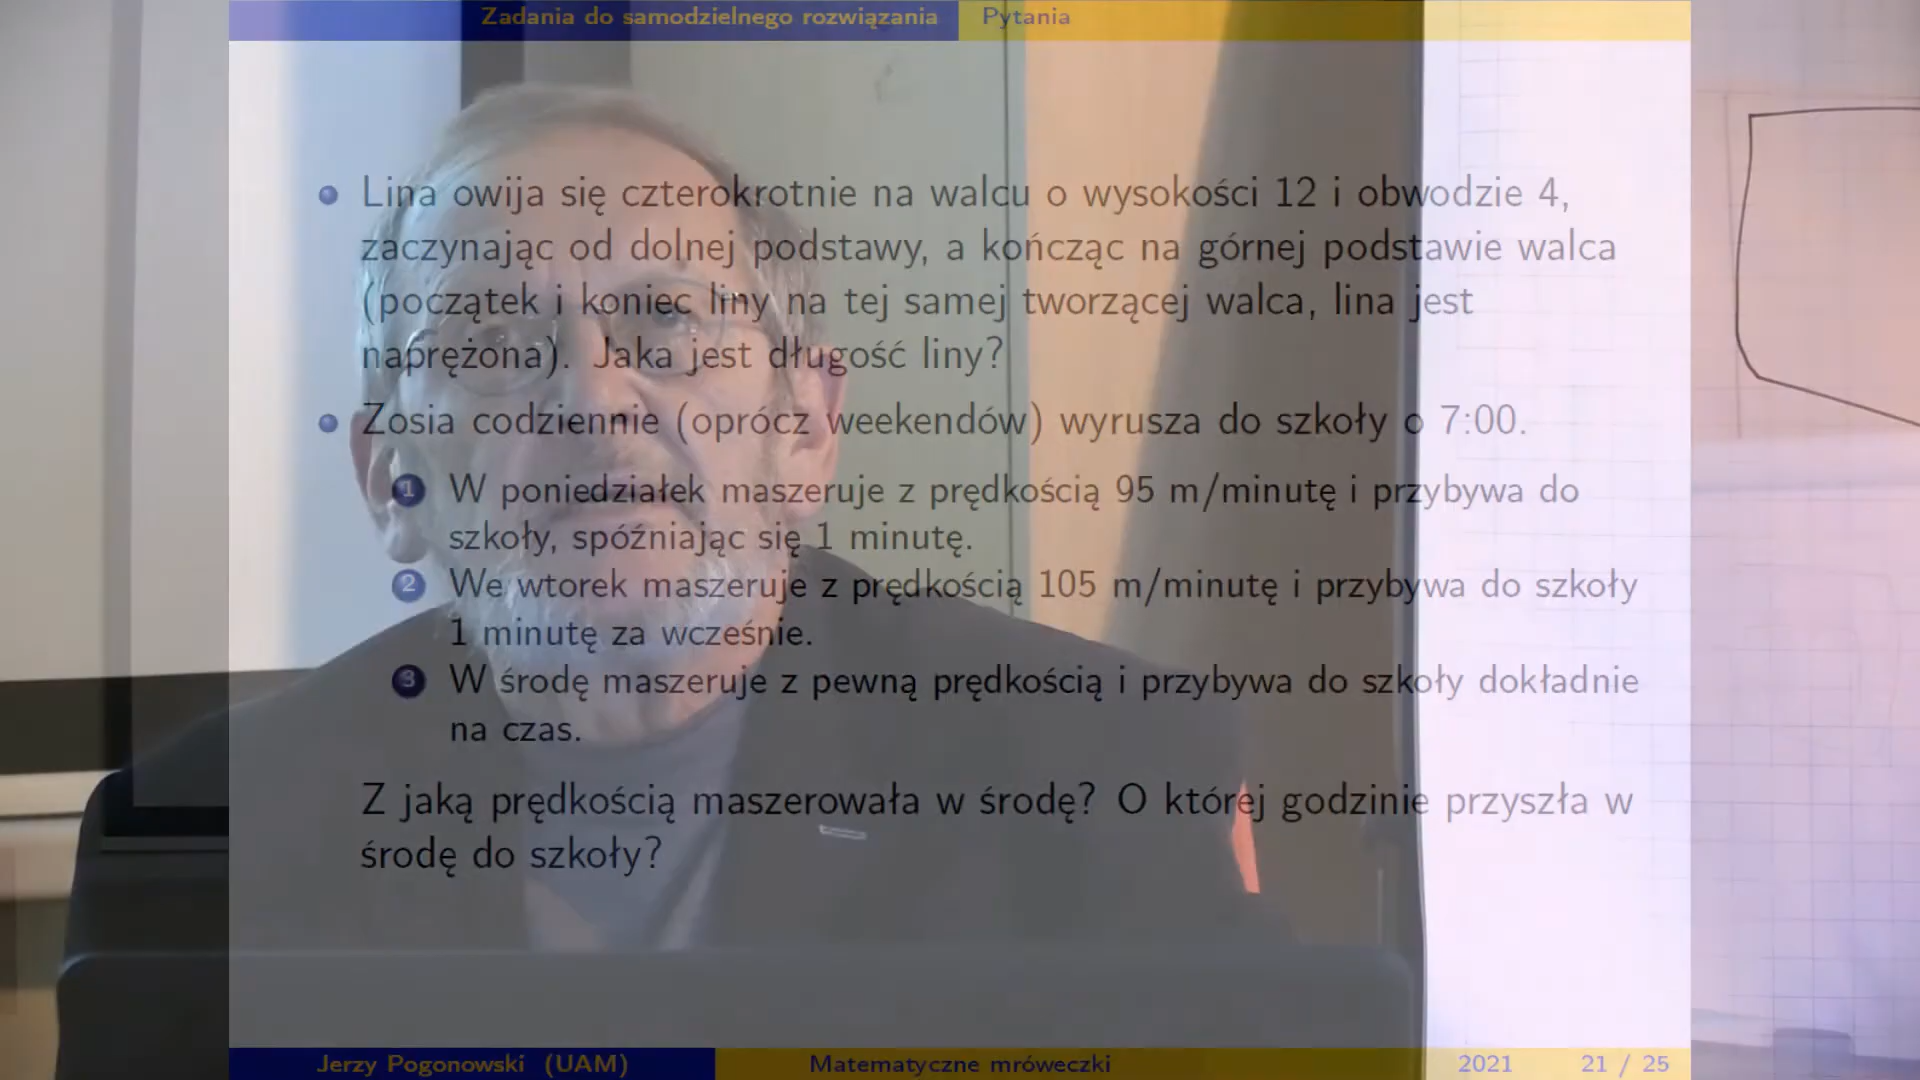 Zadania do samodzielnego rozwiązania Pytania
Lina owija się czterokrotnie na walcu o wysokości 12 i obwodzie 4,
zaczynając od dolnej podstawy, a kończąc na górnej podstawie walca
(początek i koniec liny na tej samej tworzącej walca, lina jest
naprężona). Jaka jest długość liny?
Zosia codziennie (oprócz weekendów) wyrusza do szkoły o 7:00.
1 W poniedziałek maszeruje z prędkością 95 m/minutę i przybywa do
szkoły, spóźniając się 1 minutę.
2 We wtorek maszeruje z prędkością 105 m/minutę i przybywa do szkoły
1 minutę za wcześnie.
3 W środę maszeruje z pewną prędkością i przybywa do szkoły dokładnie
na czas.
Z jaką prędkością maszerowała w środę? O której godzinie przyszła w
środę do szkoły?
Jerzy Pogonowski (UAM) Matematyczne mróweczki 2021 21 / 25